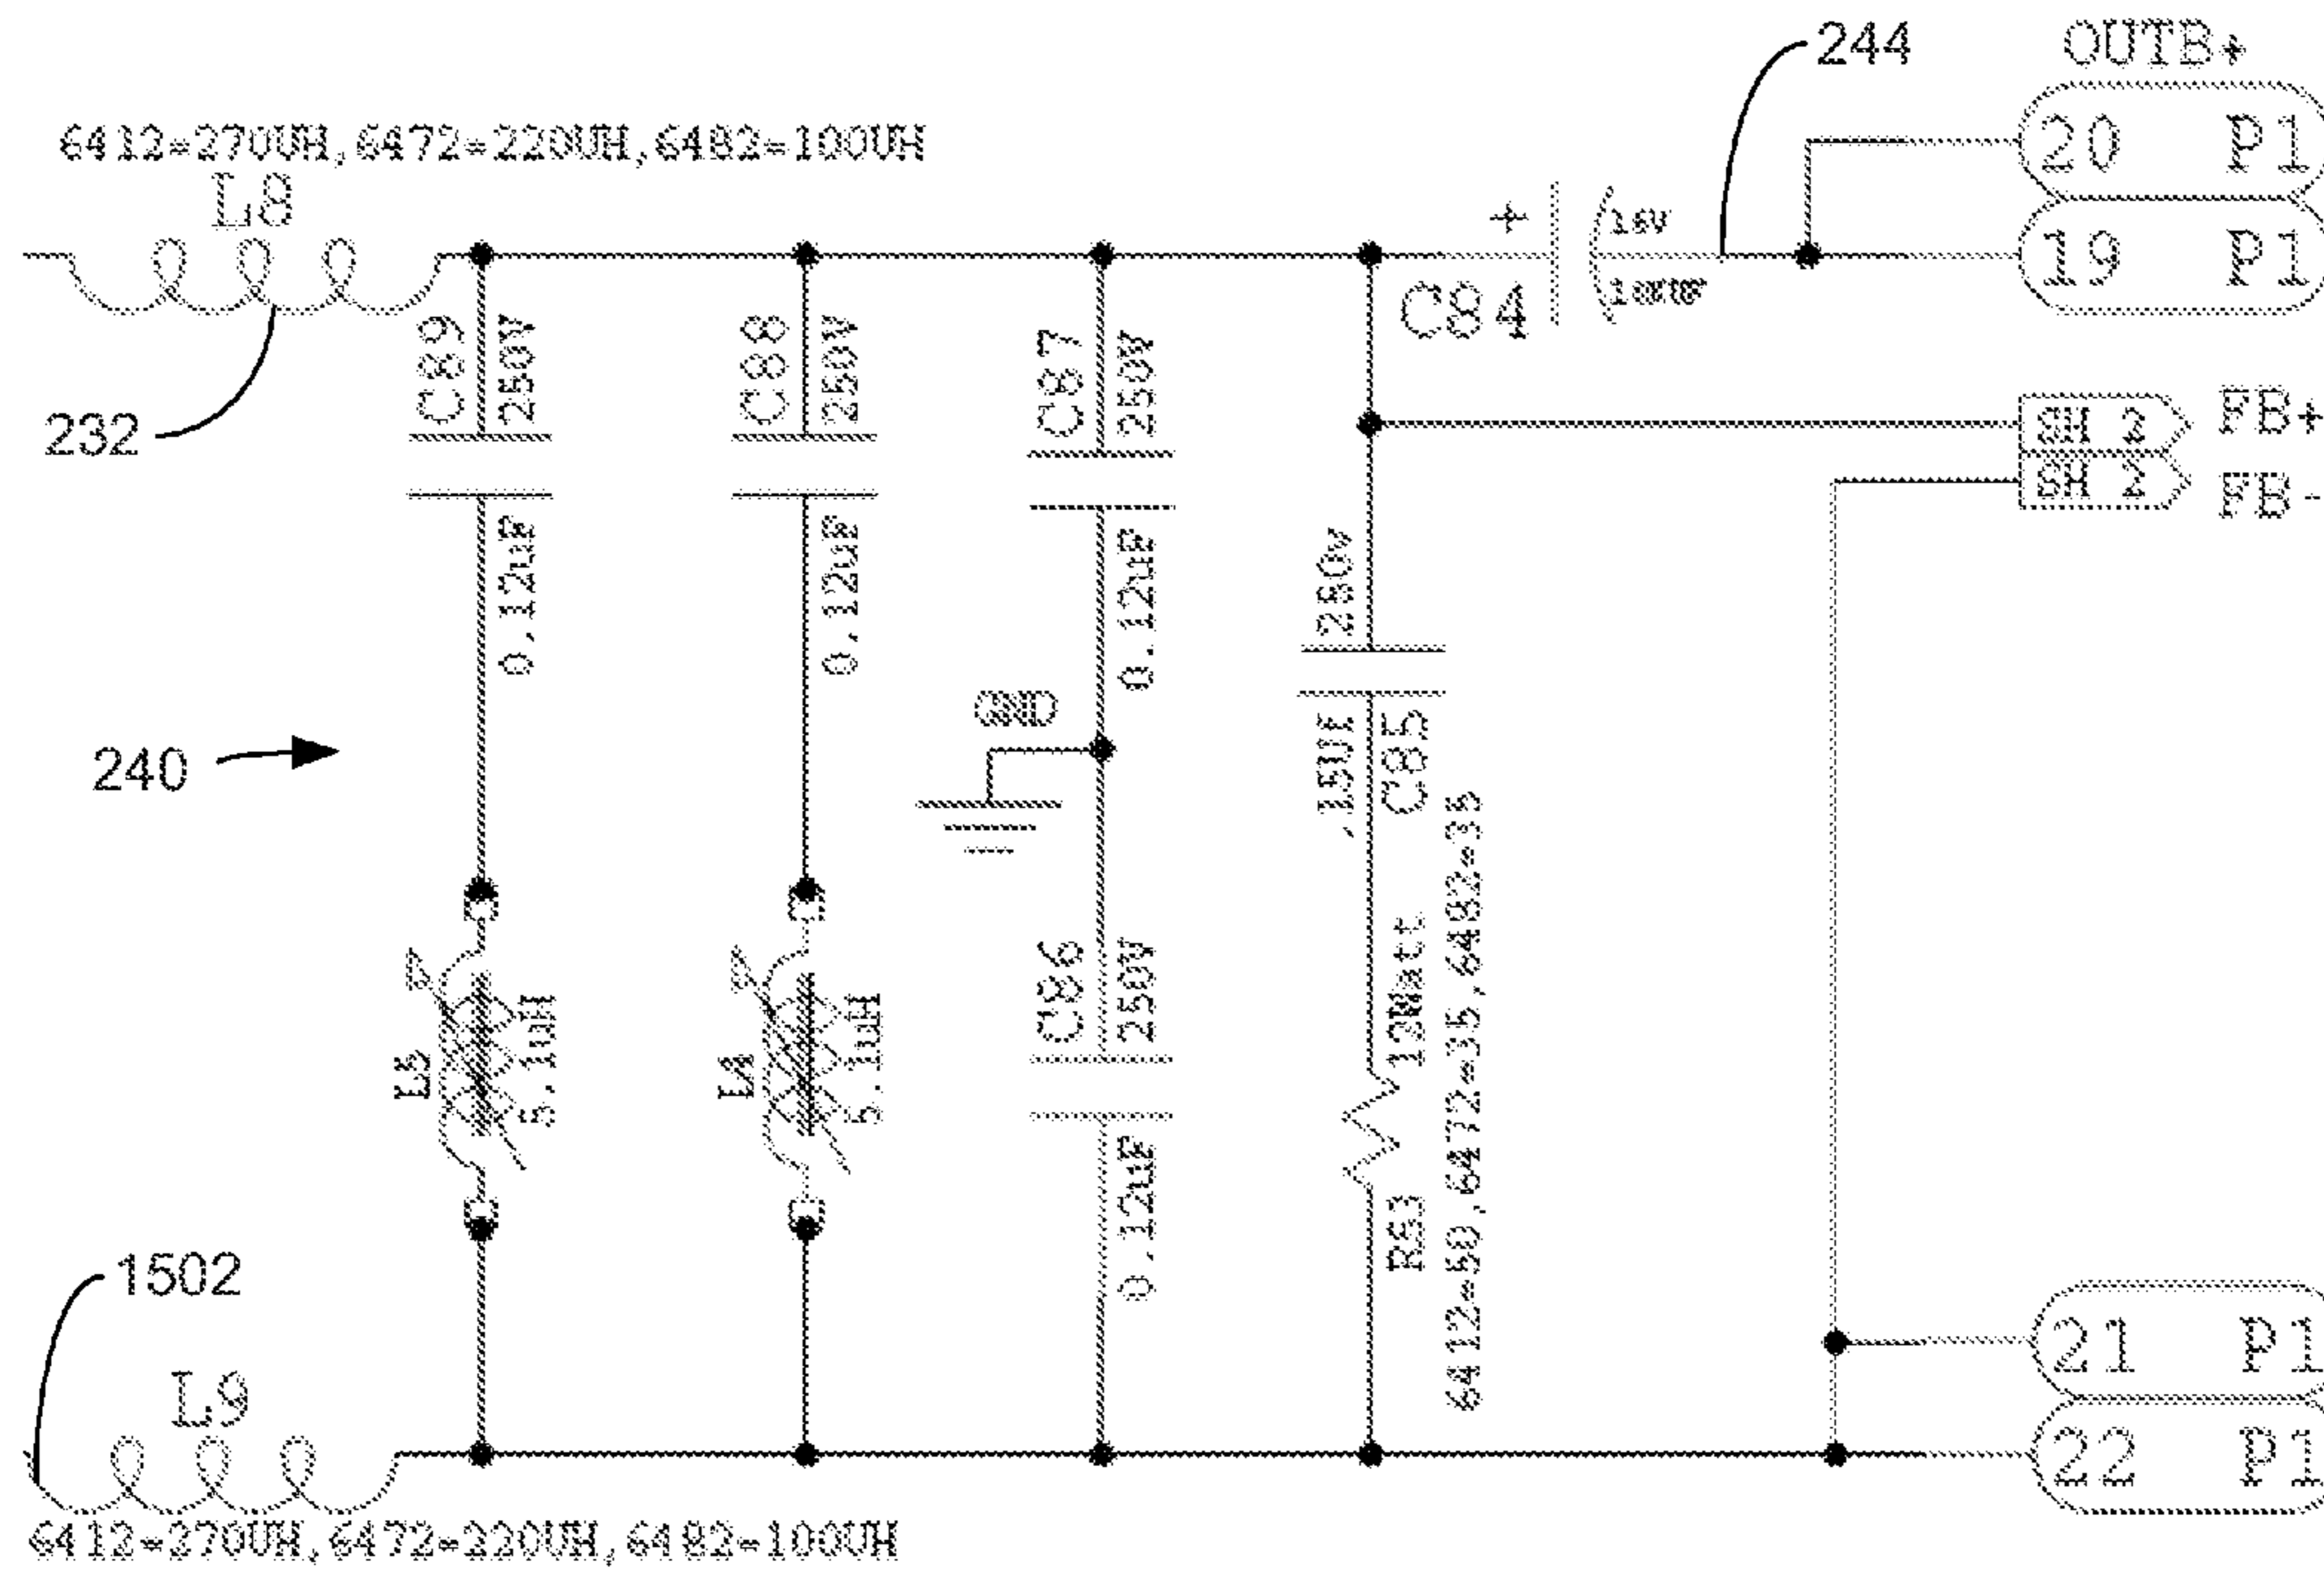 244
OUTB+
20 P1
19 P1
6412=270UH,6472=220UH,6482=100UH
L8
232
C89
250V
0.12uF
C88
250V
0.12uF
C87
250V
0.12uF
+
16V
C84
FB+
SH 2
SH 2
FB-
240
GND
250v
.15UF
C85
L5
5.1uH
L4
5.1uH
C86
250V
0.12uF
12Watt
6412=50,6472=35,6482=35
1502
L9
6412=270UH,6472=220UH,6482=100UH
21 P1
22 P1